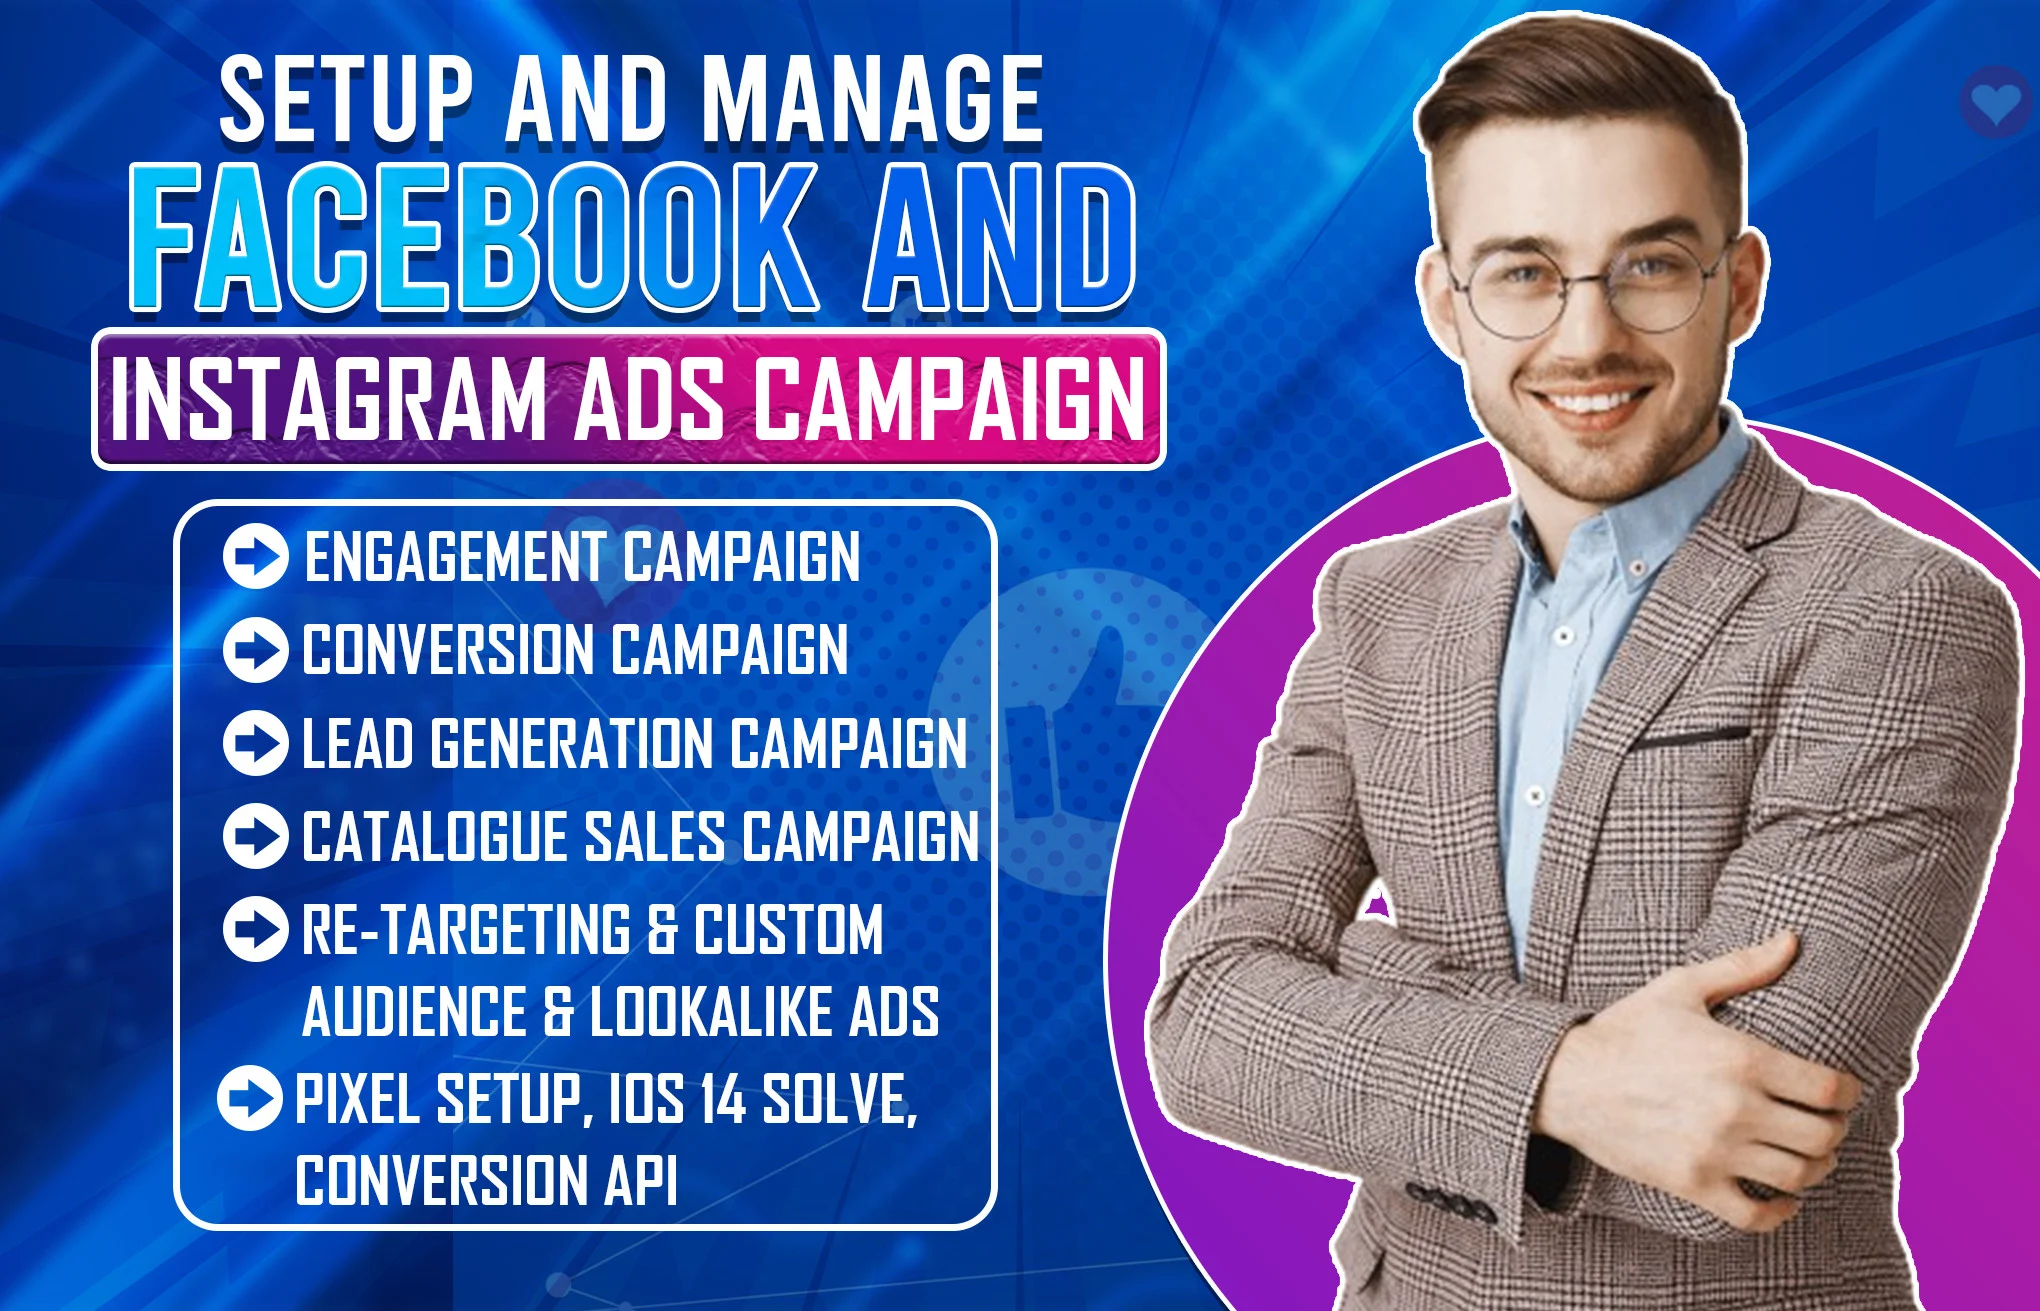 SETUP AND MANAGE
FACEBOOK AND
INSTAGRAM ADS CAMPAIGN
ENGAGEMENT CAMPAIGN
CONVERSION CAMPAIGN
LEAD GENERATION CAMPAIGN
CATALOGUE SALES CAMPAIGN
RE-TARGETING & CUSTOM
AUDIENCE & LOOKALIKE ADS
PIXEL SETUP, IOS 14 SOLVE,
CONVERSION API